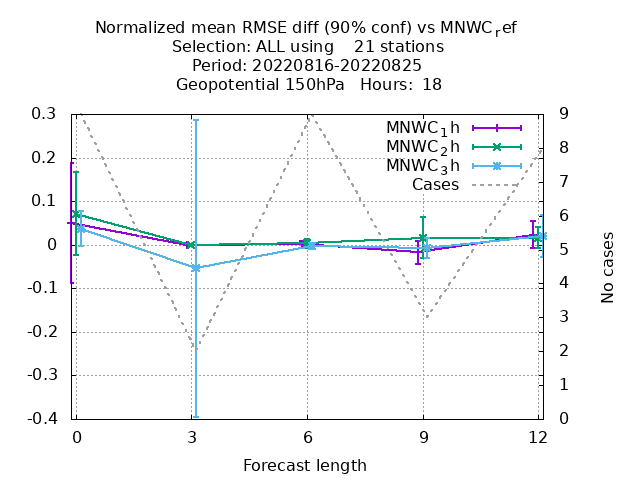 Normalized mean RMSE diff (90% conf) vs MNWC_ref
Selection: ALL using    21 stations
Period: 20220816-20220825
Geopotential 150hPa   Hours:  18
MNWC_1h
MNWC_2h
MNWC_3h
Cases
0.3
0.2
0.1
0
-0.1
-0.2
-0.3
-0.4
9
8
7
6
5
4
3
2
1
0
No cases
0
3
6
9
12
Forecast length